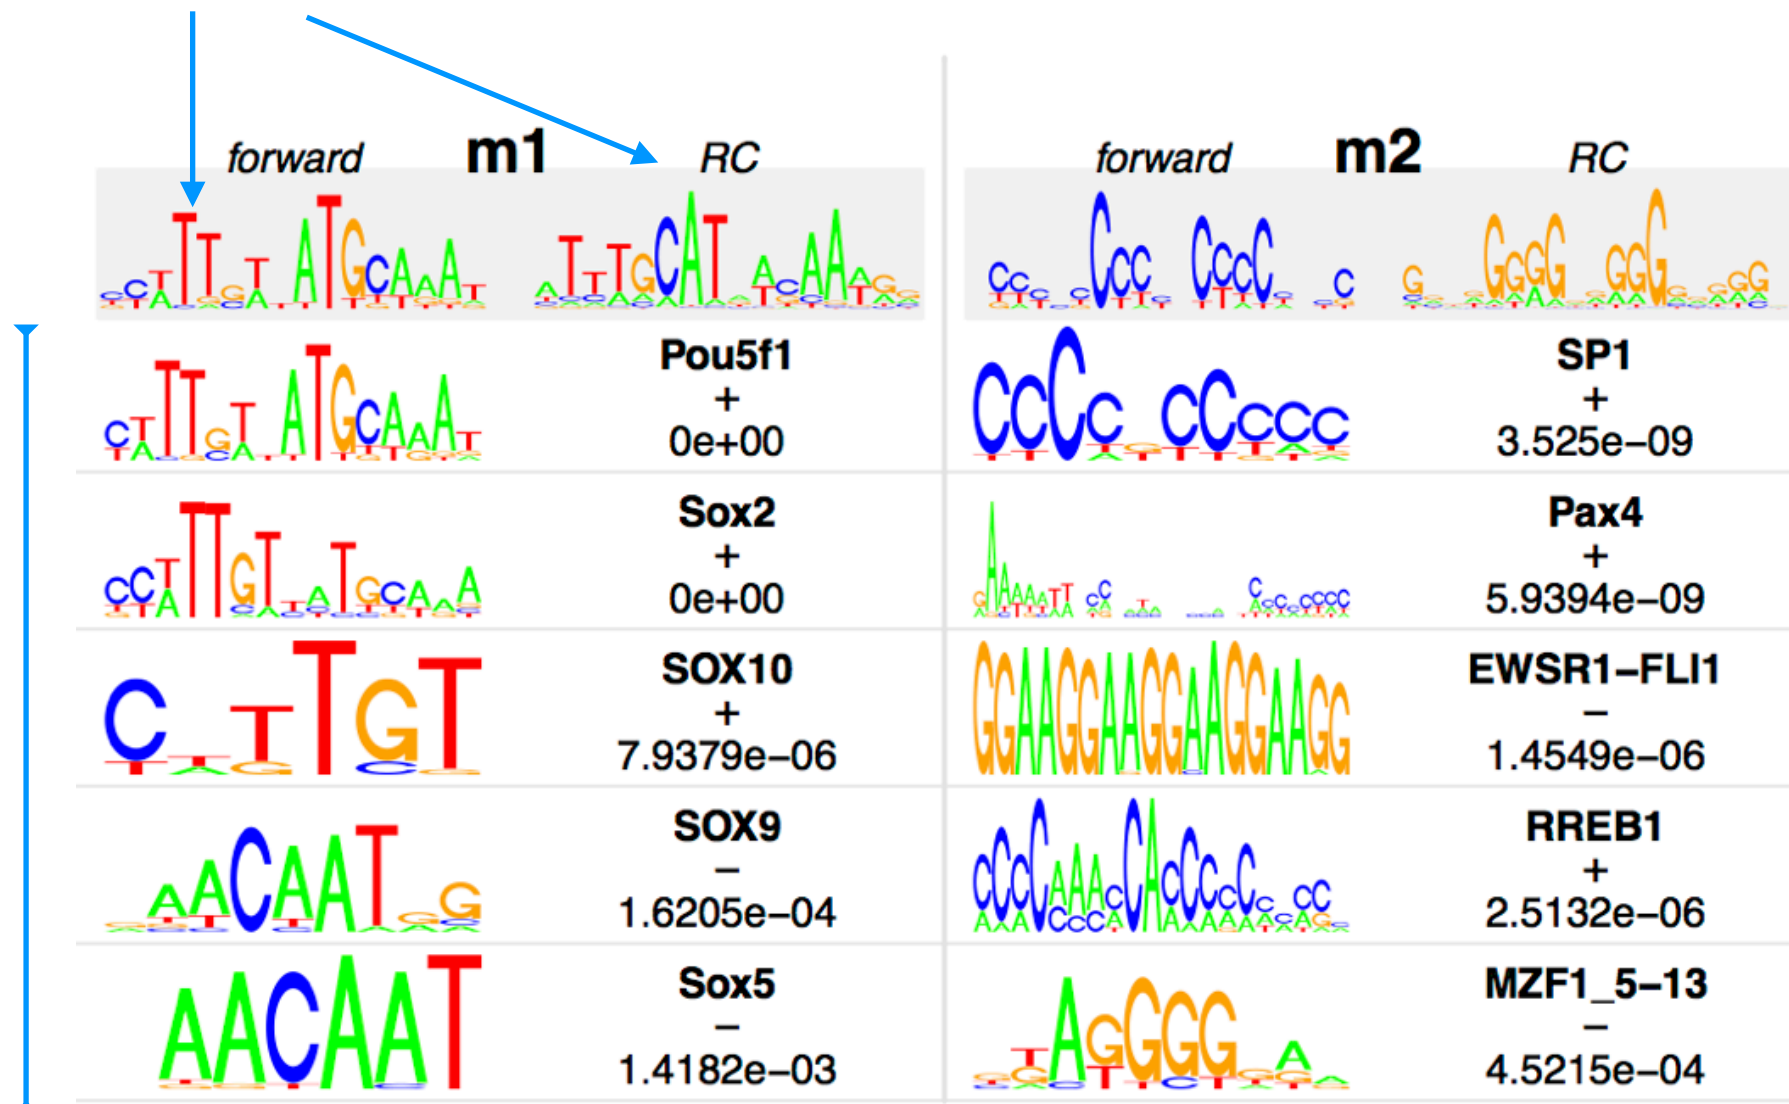 forward m1 RC
forward m2 RC
Pou5f1
+
0e+00
SP1
+
3.525e−09
Sox2
+
0e+00
Pax4
+
5.9394e−09
SOX10
+
7.9379e−06
EWSR1−FLI1
−
1.4549e−06
SOX9
−
1.6205e−04
RREB1
+
2.5132e−06
Sox5
−
1.4182e−03
MZF1_5−13
−
4.5215e−04